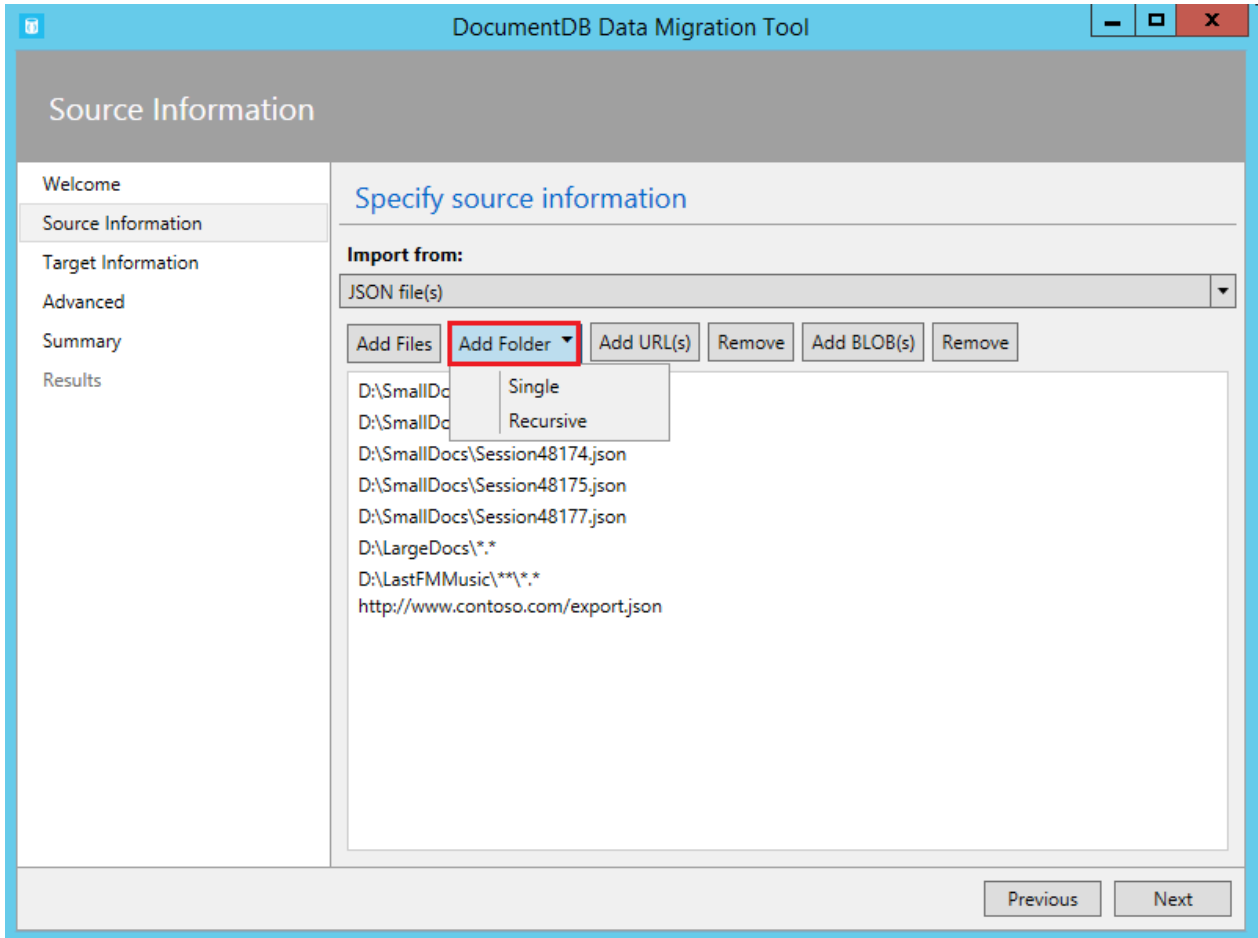 DocumentDB Data Migration Tool
Source Information
Welcome
Source Information
Target Information
Advanced
Summary
Results
Specify source information
Import from:
JSON file(s)
Add Files Add Folder Add URL(s) Remove Add BLOB(s) Remove
Single
Recursive
D:\SmallDo
D:\SmallDo
D:\SmallDocs\Session48174.json
D:\SmallDocs\Session48175.json
D:\SmallDocs\Session48177.json
D:\LargeDocs\*.*
D:\LastFMMusic\**\*.*
http://www.contoso.com/export.json
Previous Next